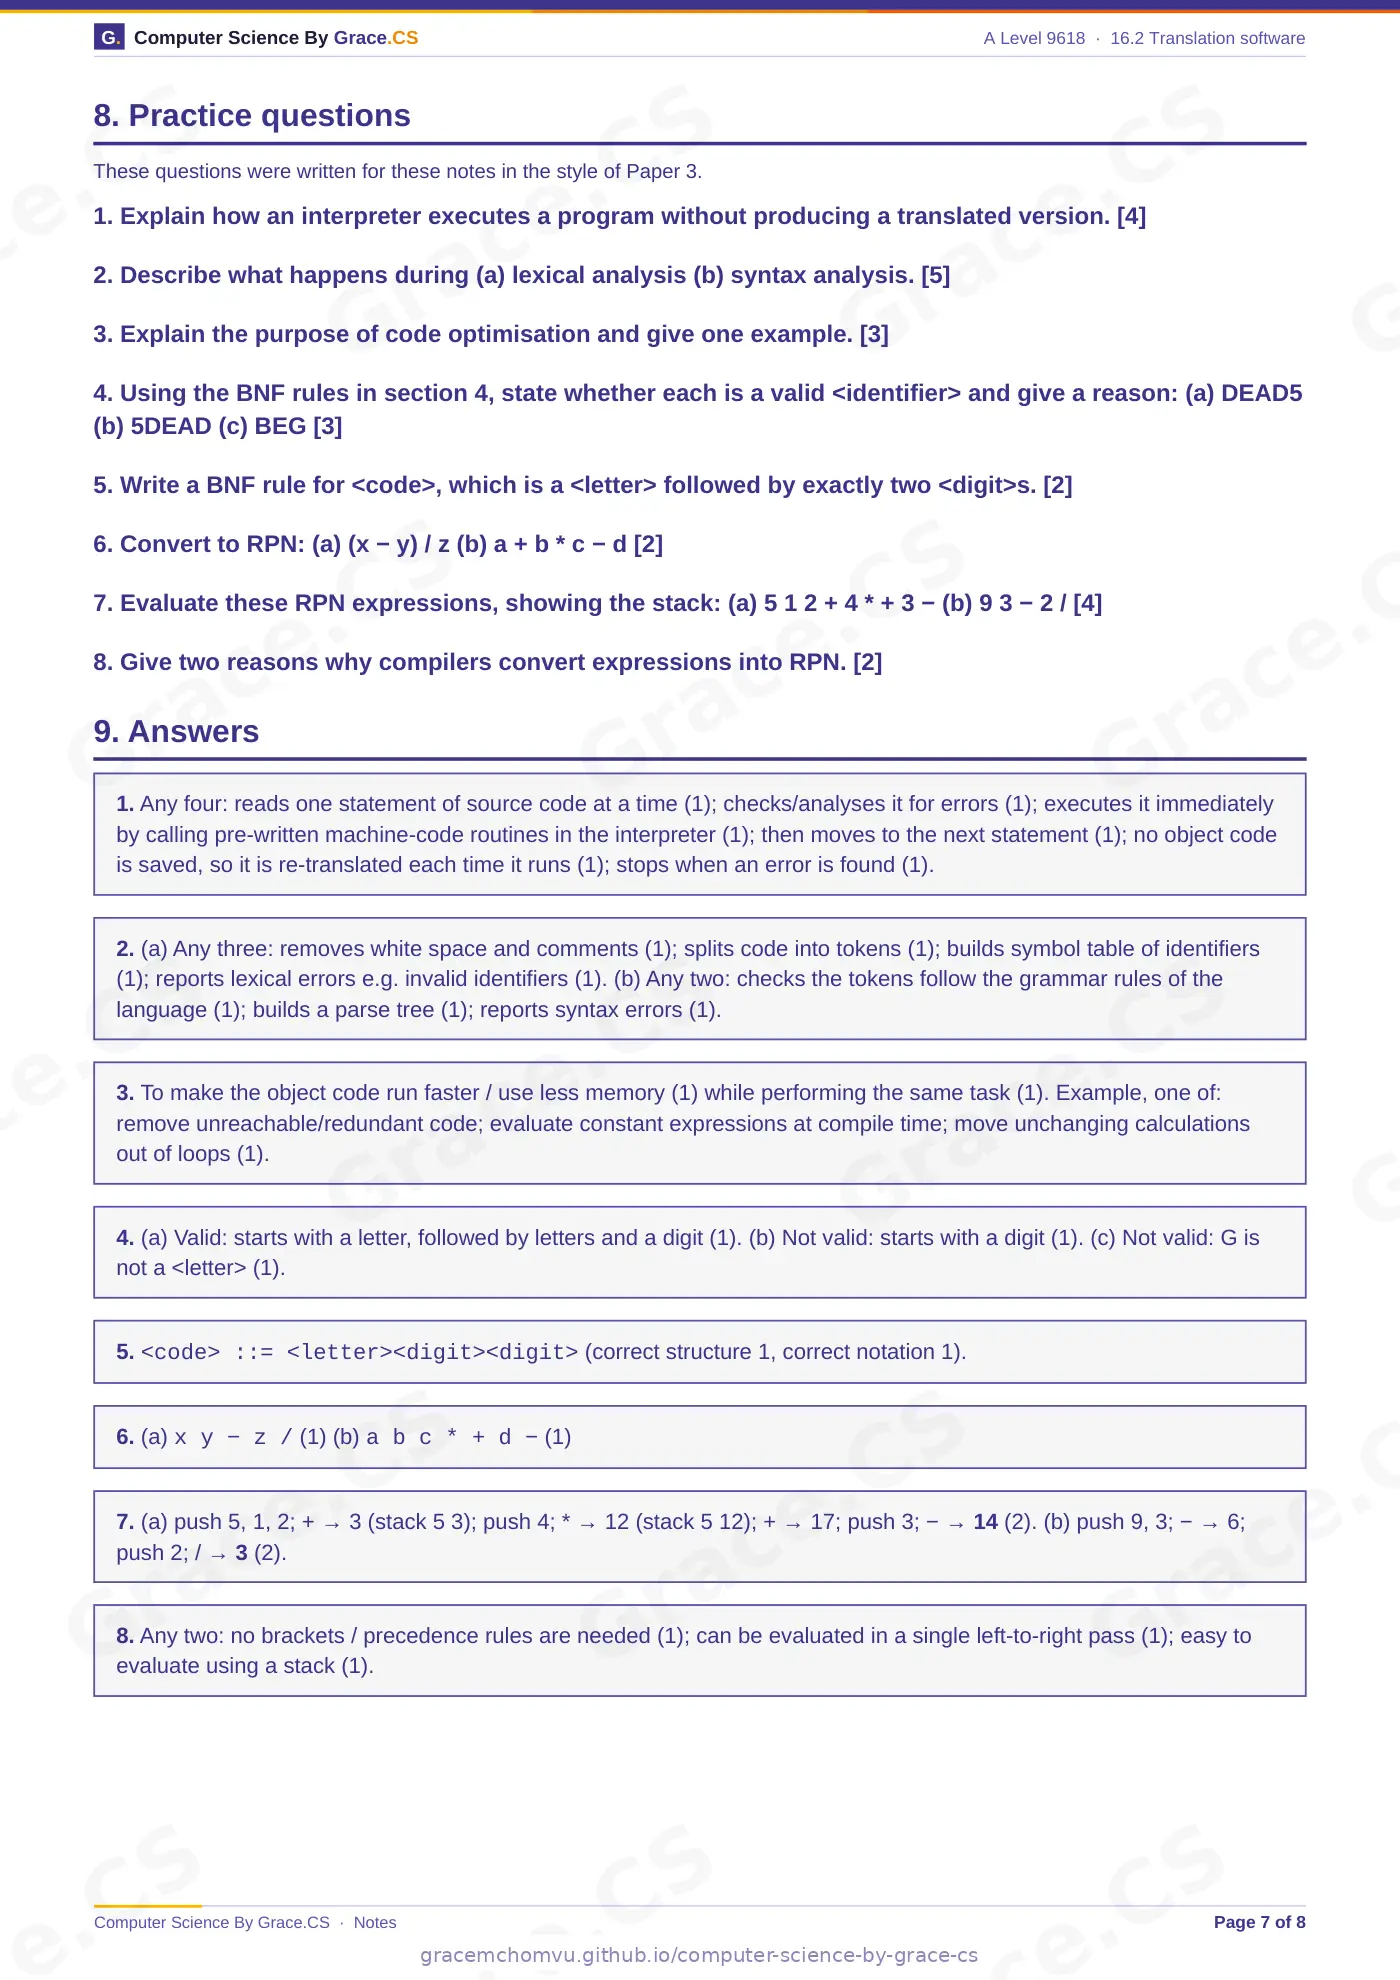 G. Computer Science By Grace.CS
A Level 9618 · 16.2 Translation software
8. Practice questions
These questions were written for these notes in the style of Paper 3.
1. Explain how an interpreter executes a program without producing a translated version. [4]
2. Describe what happens during (a) lexical analysis (b) syntax analysis. [5]
3. Explain the purpose of code optimisation and give one example. [3]
4. Using the BNF rules in section 4, state whether each is a valid <identifier> and give a reason: (a) DEAD5
(b) 5DEAD (c) BEG [3]
5. Write a BNF rule for <code>, which is a <letter> followed by exactly two <digit>s. [2]
6. Convert to RPN: (a) (x − y) / z (b) a + b * c − d [2]
7. Evaluate these RPN expressions, showing the stack: (a) 5 1 2 + 4 * + 3 − (b) 9 3 − 2 / [4]
8. Give two reasons why compilers convert expressions into RPN. [2]
9. Answers
1. Any four: reads one statement of source code at a time (1); checks/analyses it for errors (1); executes it immediately
by calling pre-written machine-code routines in the interpreter (1); then moves to the next statement (1); no object code
is saved, so it is re-translated each time it runs (1); stops when an error is found (1).
2. (a) Any three: removes white space and comments (1); splits code into tokens (1); builds symbol table of identifiers
(1); reports lexical errors e.g. invalid identifiers (1). (b) Any two: checks the tokens follow the grammar rules of the
language (1); builds a parse tree (1); reports syntax errors (1).
3. To make the object code run faster / use less memory (1) while performing the same task (1). Example, one of:
remove unreachable/redundant code; evaluate constant expressions at compile time; move unchanging calculations
out of loops (1).
4. (a) Valid: starts with a letter, followed by letters and a digit (1). (b) Not valid: starts with a digit (1). (c) Not valid: G is
not a <letter> (1).
5. <code> ::= <letter><digit><digit> (correct structure 1, correct notation 1).
6. (a) x y − z / (1) (b) a b c * + d − (1)
7. (a) push 5, 1, 2; + → 3 (stack 5 3); push 4; * → 12 (stack 5 12); + → 17; push 3; − → 14 (2). (b) push 9, 3; − → 6;
push 2; / → 3 (2).
8. Any two: no brackets / precedence rules are needed (1); can be evaluated in a single left-to-right pass (1); easy to
evaluate using a stack (1).
Computer Science By Grace.CS · Notes
Page 7 of 8
gracemchomvu.github.io/computer-science-by-grace-cs